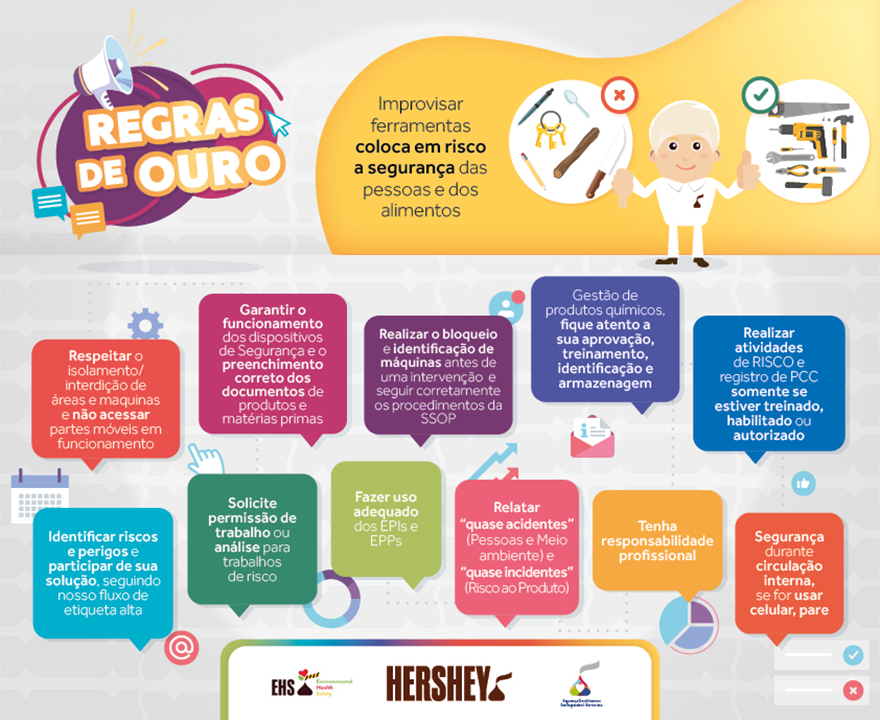 REGRAS
DE OURO
Improvisar
ferramentas
coloca em risco
a segurança das
pessoas e dos
alimentos
Respeitar o
isolamento/
interdição de
áreas e maquinas
e não acessar
partes móveis em
funcionamento
Garantir o
funcionamento
dos dispositivos
de Segurança e o
preenchimento
correto dos
documentos de
produtos e
matérias primas
Realizar o bloqueio
e identificação de
máquinas antes de
uma intervenção e
seguir corretamente
os procedimentos da
SSOP
Gestão de
produtos químicos,
fique atento a
sua aprovação,
treinamento,
identificação e
armazenagem
Realizar
atividades
de RISCO e
registro de PCC
somente se
estiver treinado,
habilitado ou
autorizado
Identificar riscos
e perigos e
participar de sua
solução, seguindo
nosso fluxo de
etiqueta alta
Solicite
permissão de
trabalho ou
análise para
trabalhos
de risco
Fazer uso
adequado
dos EPIs e
EPPs
Relatar
“quase acidentes”
(Pessoas e Meio
ambiente) e
“quase incidentes”
(Risco ao Produto)
Tenha
responsabilidade
profissional
Segurança
durante
circulação
interna,
se for usar
celular, pare
@
EHS
Environmental
Health
Safety
HERSHEY